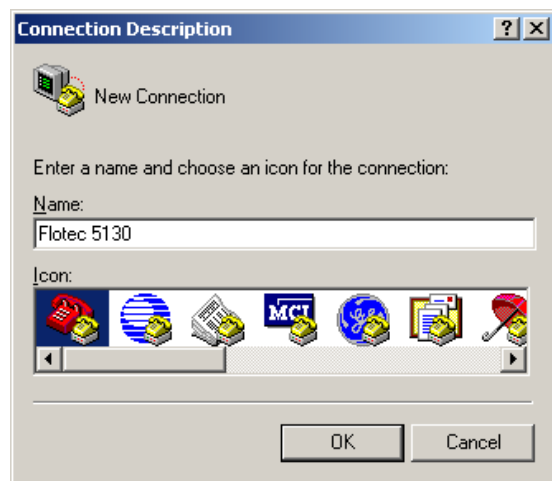 Connection Description
New Connection
Enter a name and choose an icon for the connection:
Name:
Flotec 5130
Icon:
MCI
OK Cancel